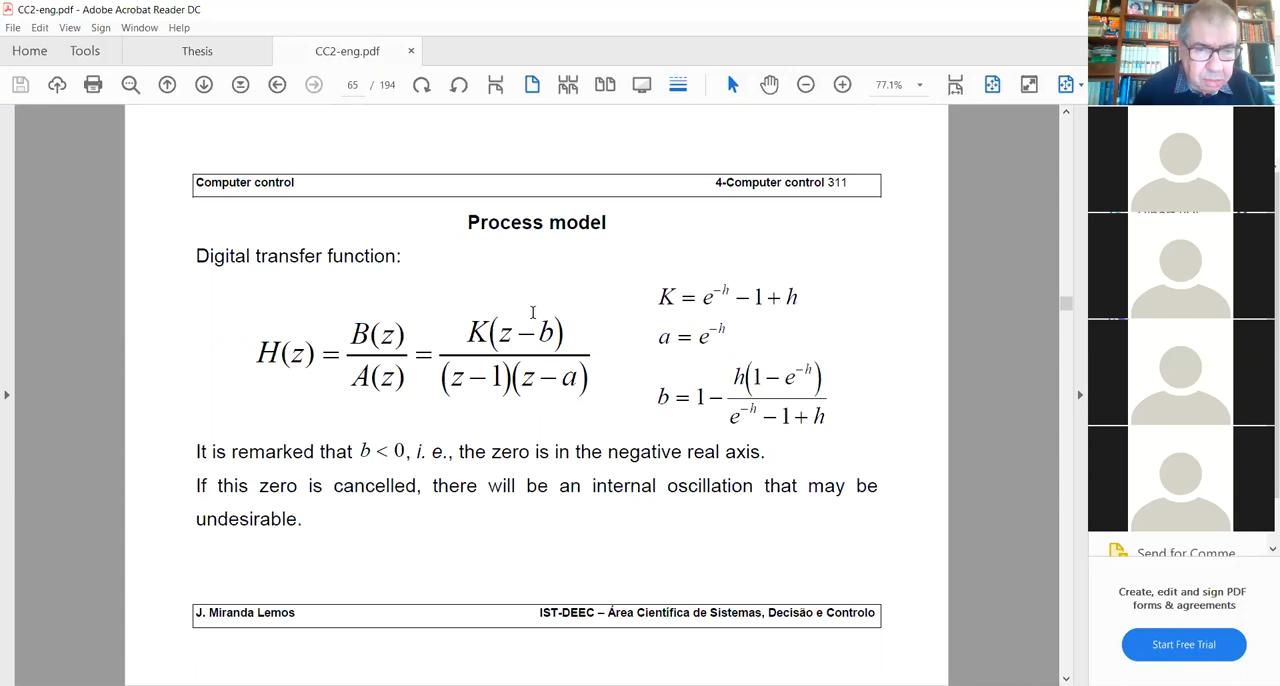 CC2-eng.pdf - Adobe Acrobat Reader DC
File Edit View Sign Window Help
Home Tools Thesis CC2-eng.pdf ×
65 / 194 77.1%
Computer control 4-Computer control 311
Process model
Digital transfer function:
H(z) = B(z)/A(z) = K(z − b)/((z − 1)(z − a))
K = e^{−h} − 1 + h
a = e^{−h}
b = 1 − h(1 − e^{−h})/(e^{−h} − 1 + h)
It is remarked that b < 0, i. e., the zero is in the negative real axis.
If this zero is cancelled, there will be an internal oscillation that may be
undesirable.
J. Miranda Lemos IST-DEEC – Área Científica de Sistemas, Decisão e Controlo
Send for Comme
Create, edit and sign PDF
forms & agreements
Start Free Trial